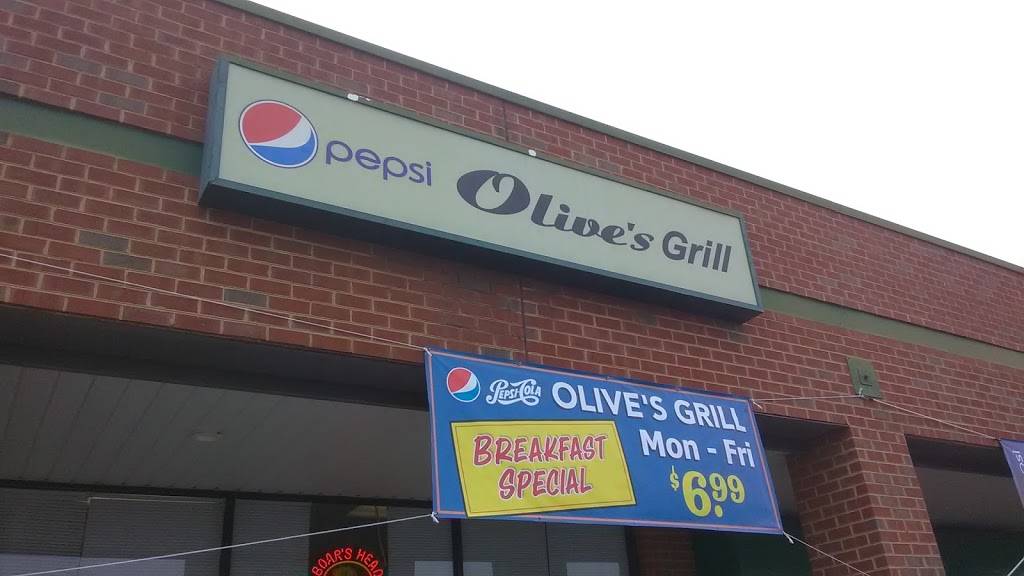 pepsi Olive's Grill
PEPSI-COLA OLIVE'S GRILL
BREAKFAST
SPECIAL
Mon - Fri
$6.99
BOAR'S HEAD